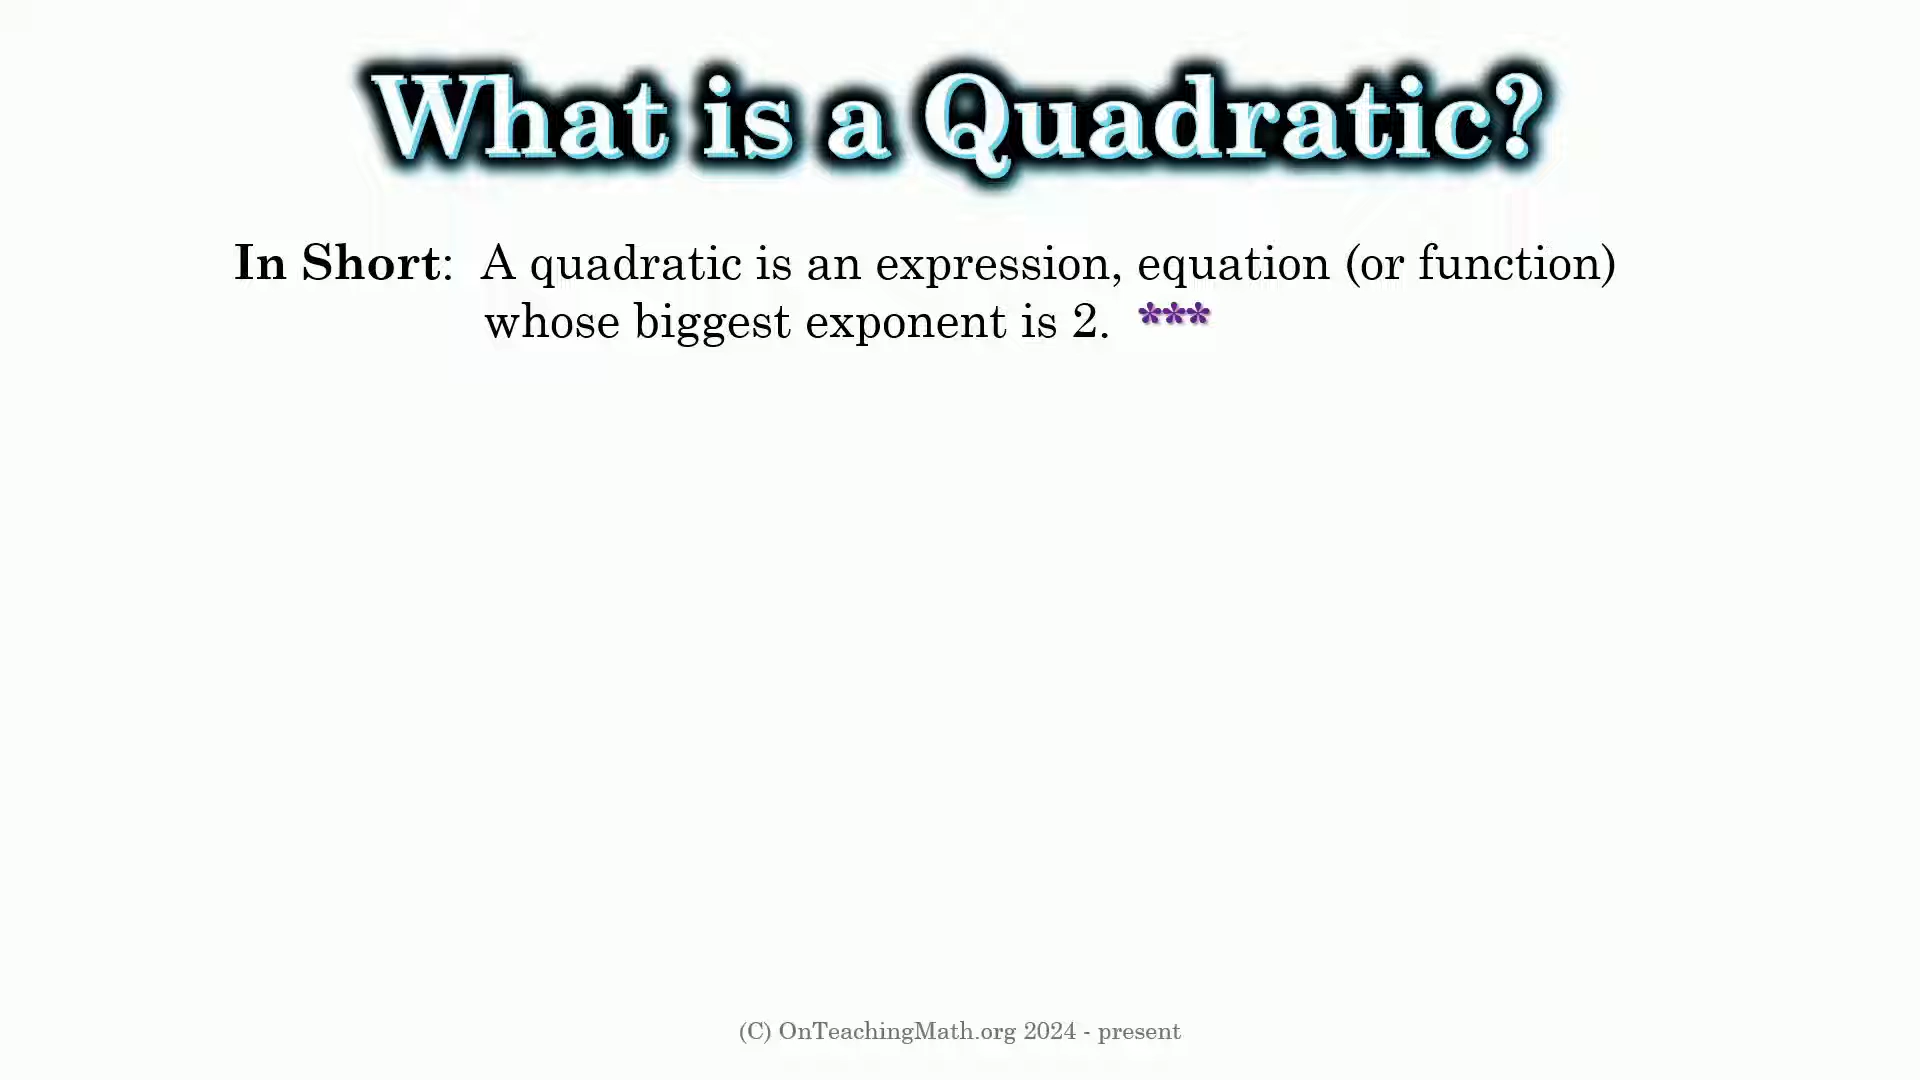 What is a Quadratic?
In Short: A quadratic is an expression, equation (or function)
whose biggest exponent is 2. ***
(C) OnTeachingMath.org 2024 - present